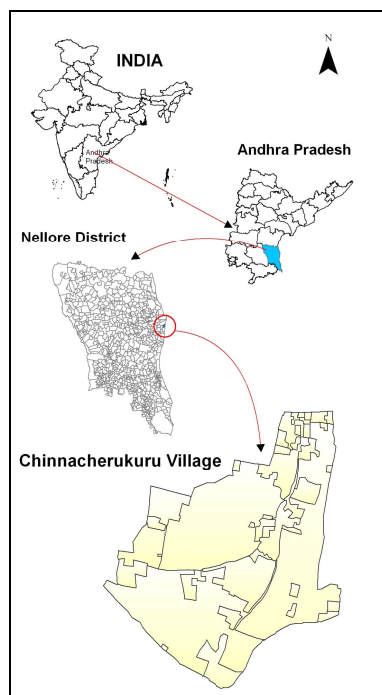 INDIA
N
Andhra
Pradesh
Andhra Pradesh
Nellore District
Chinnacherukuru Village